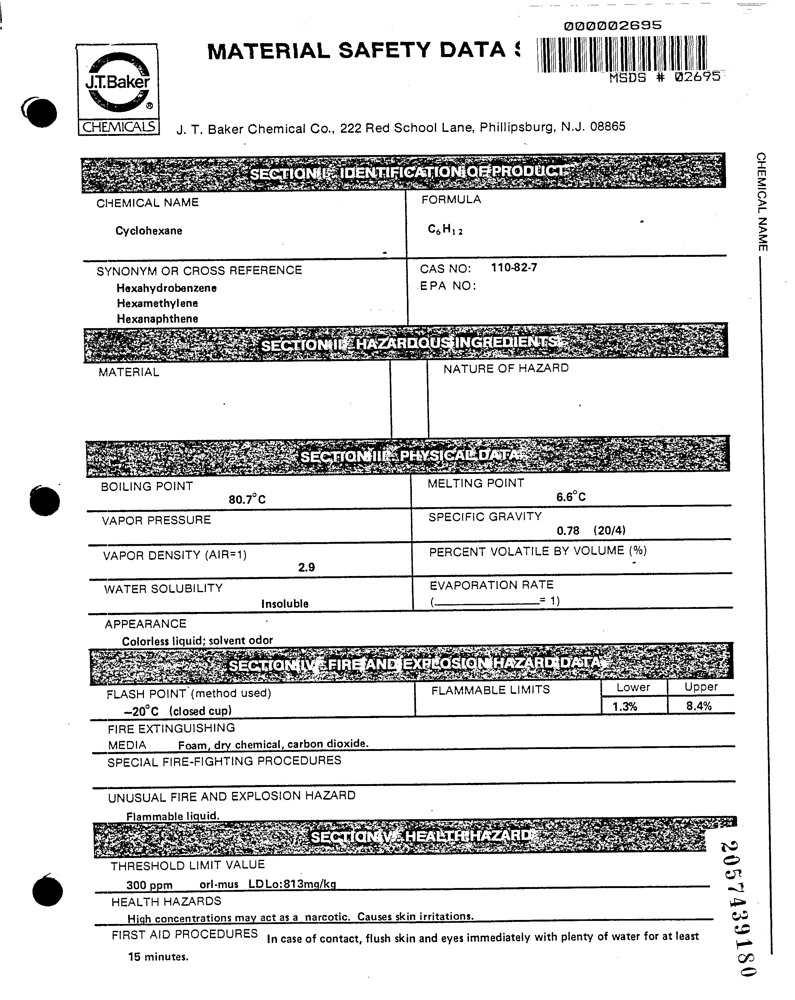 000002695
MATERIAL SAFETY DATA S
MSDS # 02695
J.T.Baker
®
CHEMICALS
J. T. Baker Chemical Co., 222 Red School Lane, Phillipsburg, N.J. 08865
CHEMICAL NAME
SECTION I IDENTIFICATION OF PRODUCT
CHEMICAL NAME
FORMULA
Cyclohexane
C₆H₁₂
SYNONYM OR CROSS REFERENCE
CAS NO: 110-82-7
Hexahydrobenzene
EPA NO:
Hexamethylene
Hexanaphthene
SECTION II HAZARDOUS INGREDIENTS
MATERIAL
NATURE OF HAZARD
SECTION III PHYSICAL DATA
BOILING POINT
MELTING POINT
80.7°C
6.6°C
VAPOR PRESSURE
SPECIFIC GRAVITY
0.78 (20/4)
VAPOR DENSITY (AIR=1)
PERCENT VOLATILE BY VOLUME (%)
2.9
WATER SOLUBILITY
EVAPORATION RATE
Insoluble
(____________= 1)
APPEARANCE
Colorless liquid; solvent odor
SECTION IV FIRE AND EXPLOSION HAZARD DATA
FLASH POINT (method used)
FLAMMABLE LIMITS
Lower
Upper
−20°C (closed cup)
1.3%
8.4%
FIRE EXTINGUISHING
MEDIA Foam, dry chemical, carbon dioxide.
SPECIAL FIRE-FIGHTING PROCEDURES
UNUSUAL FIRE AND EXPLOSION HAZARD
Flammable liquid.
SECTION V HEALTH HAZARD
THRESHOLD LIMIT VALUE
300 ppm orl-mus LDLo:813mg/kg
HEALTH HAZARDS
High concentrations may act as a narcotic. Causes skin irritations.
FIRST AID PROCEDURES In case of contact, flush skin and eyes immediately with plenty of water for at least
15 minutes.
2057439180